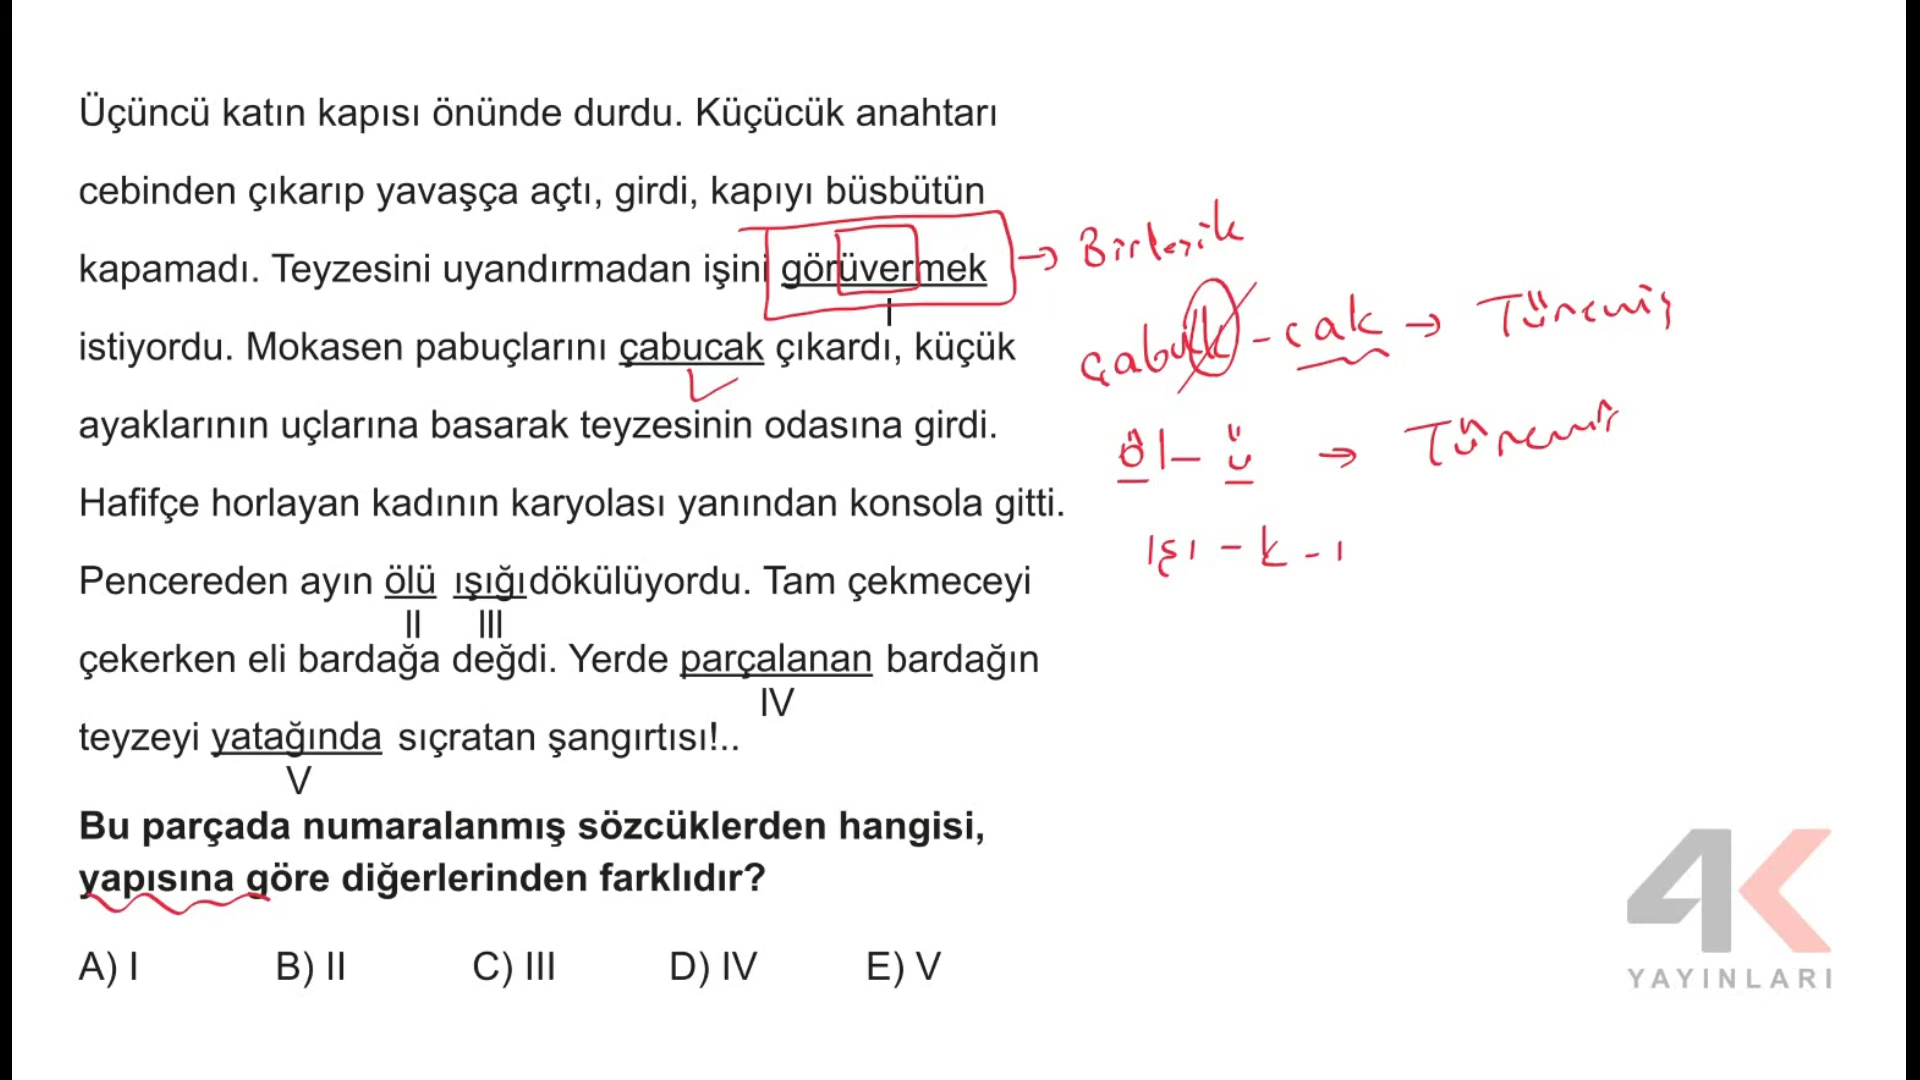 Üçüncü katın kapısı önünde durdu. Küçücük anahtarı
cebinden çıkarıp yavaşça açtı, girdi, kapıyı büsbütün
kapamadı. Teyzesini uyandırmadan işini görüvermek → Birleşik
I
istiyordu. Mokasen pabuçlarını çabucak çıkardı, küçük
çabuk - cak → Türemiş
ayaklarının uçlarına basarak teyzesinin odasına girdi.
öl - ü → Türemiş
Hafifçe horlayan kadının karyolası yanından konsola gitti.
ışı - k - ı
Pencereden ayın ölü ışığıdökülüyordu. Tam çekmeceyi
II III
çekerken eli bardağa değdi. Yerde parçalanan bardağın
IV
teyzeyi yatağında sıçratan şangırtısı!..
V
Bu parçada numaralanmış sözcüklerden hangisi,
yapısına göre diğerlerinden farklıdır?
A) I B) II C) III D) IV E) V
4K
YAYINLARI